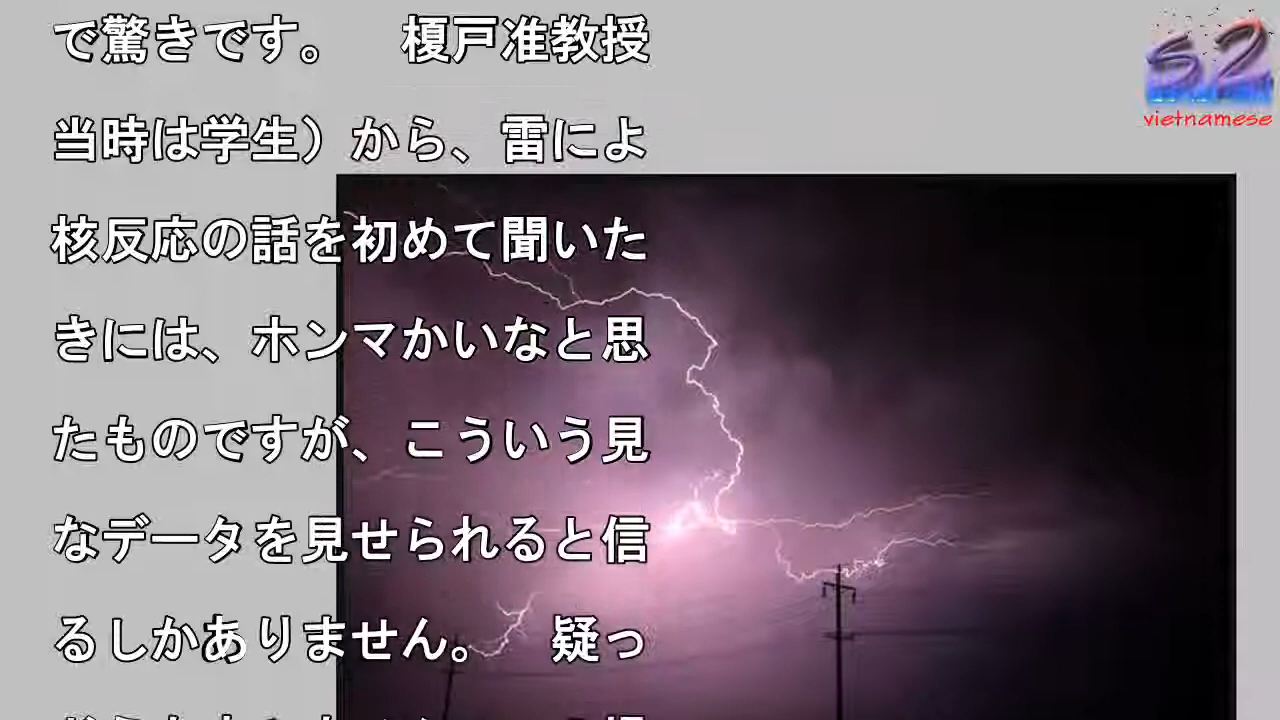 で驚きです。　榎戸准教授
当時は学生）から、雷によ
核反応の話を初めて聞いた
きには、ホンマかいなと思
たものですが、こういう見
なデータを見せられると信
るしかありません。　疑っ
S2
vietnamese